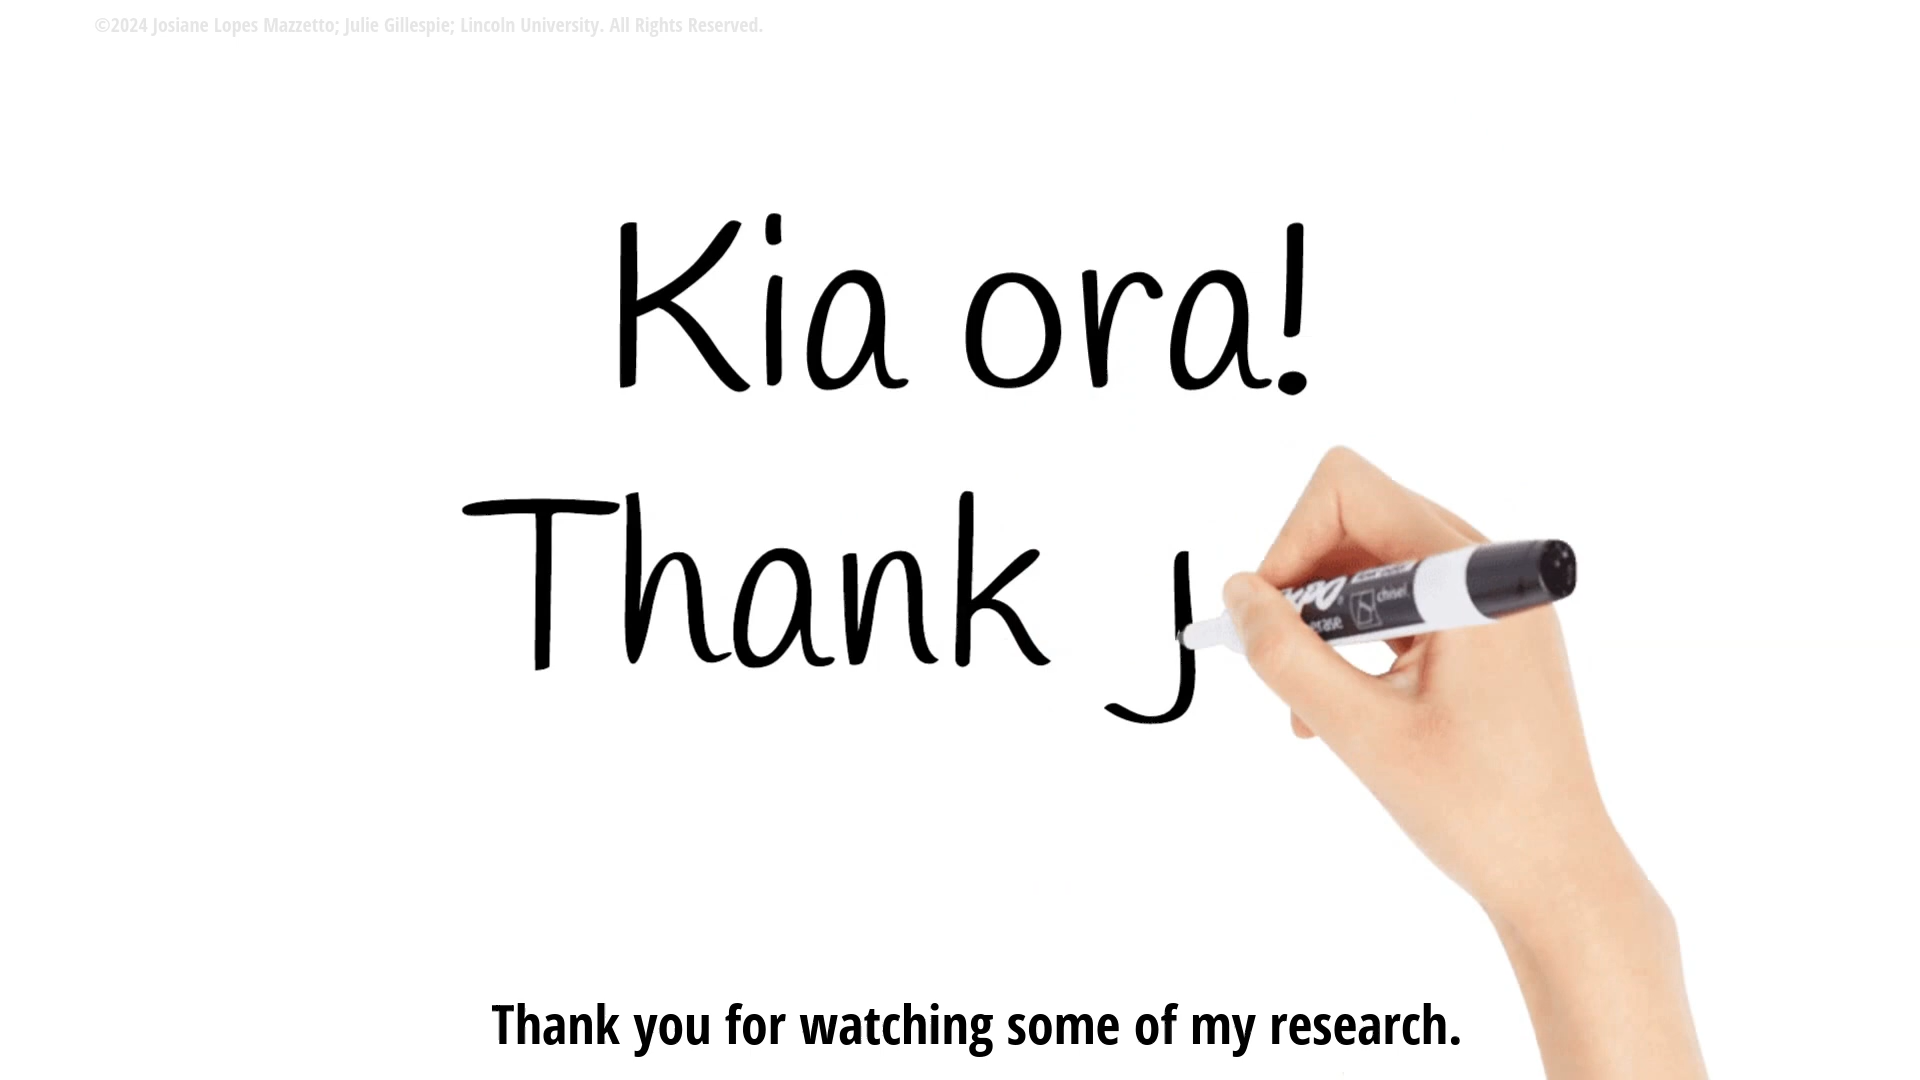 ©2024 Josiane Lopes Mazzetto; Julie Gillespie; Lincoln University. All Rights Reserved.
Kia ora!
Thank
chisel
Thank you for watching some of my research.